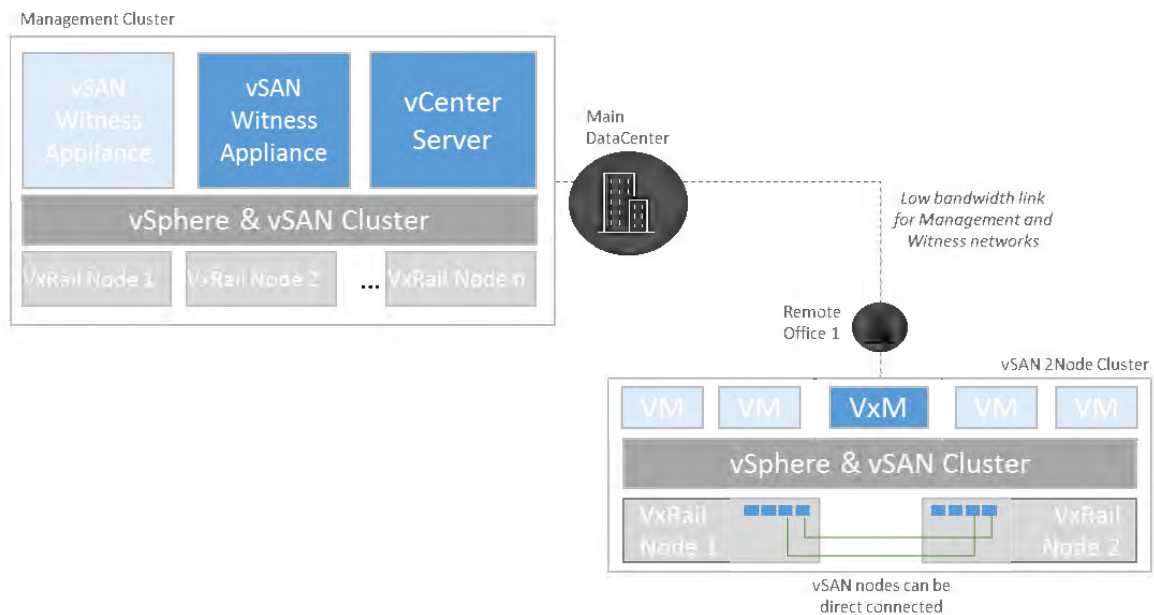 Management Cluster
vSAN
Witness
Appliance
vSAN
Witness
Appliance
vCenter
Server
vSphere & vSAN Cluster
VxRail Node 1
VxRail Node 2
...
VxRail Node n
Main
DataCenter
Low bandwidth link
for Management and
Witness networks
Remote
Office 1
vSAN 2Node Cluster
VM
VM
VxM
VM
VM
vSphere & vSAN Cluster
VxRail
Node 1
VxRail
Node 2
vSAN nodes can be
direct connected